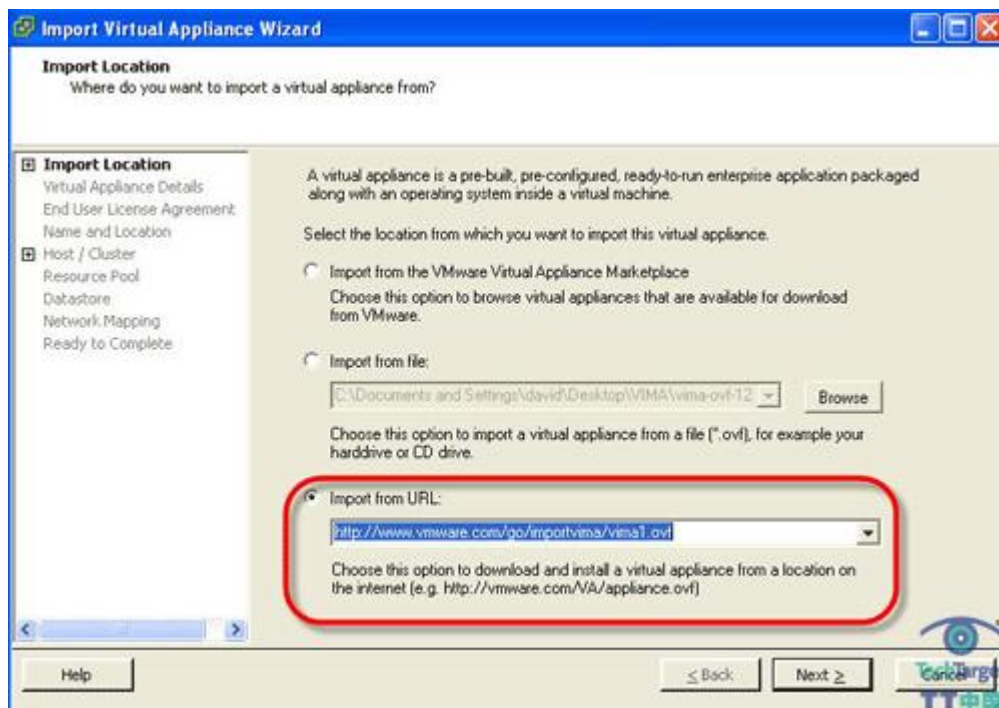 Import Virtual Appliance Wizard
Import Location
Where do you want to import a virtual appliance from?
Import Location
Virtual Appliance Details
End User License Agreement
Name and Location
Host / Cluster
Resource Pool
Datastore
Network Mapping
Ready to Complete
A virtual appliance is a pre-built, pre-configured, ready-to-run enterprise application packaged
along with an operating system inside a virtual machine.
Select the location from which you want to import this virtual appliance.
Import from the VMware Virtual Appliance Marketplace
Choose this option to browse virtual appliances that are available for download
from VMware.
Import from file:
C:\Documents and Settings\david\Desktop\VIMA\vima-ovf-12
Browse
Choose this option to import a virtual appliance from a file (*.ovf), for example your
harddrive or CD drive.
Import from URL:
http://www.vmware.com/go/importvima/vima1.ovf
Choose this option to download and install a virtual appliance from a location on
the internet (e.g. http://vmware.com/VA/appliance.ovf)
Help
< Back
Next >
Cancel